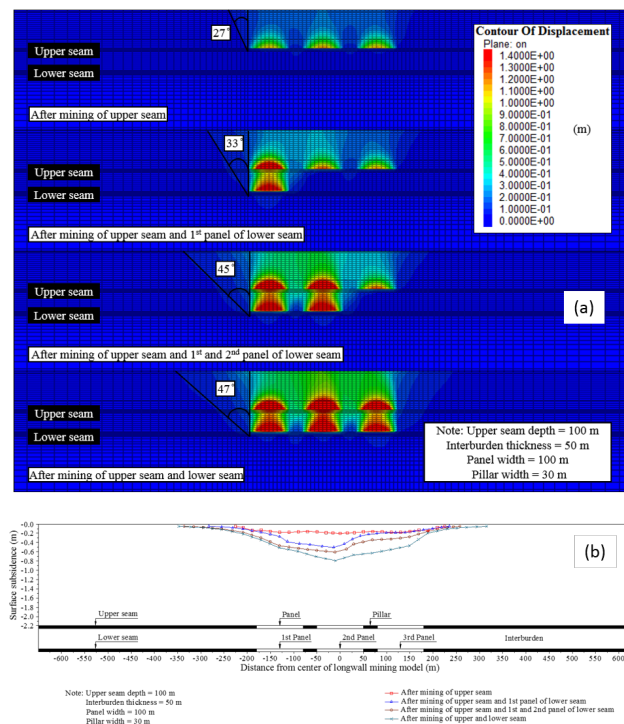 27°
Upper seam
Lower seam
After mining of upper seam
Contour Of Displacement
Plane: on
1.4000E+00
1.3000E+00
1.2000E+00
1.1000E+00
1.0000E+00
9.0000E-01
8.0000E-01
7.0000E-01
6.0000E-01
5.0000E-01
4.0000E-01
3.0000E-01
2.0000E-01
1.0000E-01
0.0000E+00
(m)
33°
Upper seam
Lower seam
After mining of upper seam and 1st panel of lower seam
45°
Upper seam
Lower seam
After mining of upper seam and 1st and 2nd panel of lower seam
(a)
47°
Upper seam
Lower seam
After mining of upper seam and lower seam
Note: Upper seam depth = 100 m
Interburden thickness = 50 m
Panel width = 100 m
Pillar width = 30 m
(b)
Surface subsidence (m)
-0.0
-0.2
-0.4
-0.6
-0.8
-1.0
-1.2
-1.4
-1.6
-1.8
-2.0
-2.2
Upper seam Panel Pillar
Lower seam 1st Panel 2nd Panel 3rd Panel Interburden
-600 -550 -500 -450 -400 -350 -300 -250 -200 -150 -100 -50 0 50 100 150 200 250 300 350 400 450 500 550 600
Distance from center of longwall mining model (m)
Note: Upper seam depth = 100 m
Interburden thickness = 50 m
Panel width = 100 m
Pillar width = 30 m
After mining of upper seam
After mining of upper seam and 1st panel of lower seam
After mining of upper seam and 1st and 2nd panel of lower seam
After mining of upper and lower seam